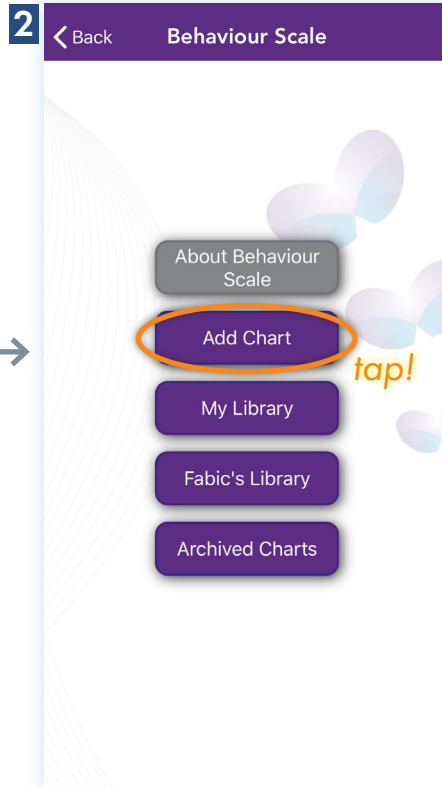 2
Back
Behaviour Scale
About Behaviour
Scale
Add Chart
tap!
My Library
Fabic's Library
Archived Charts